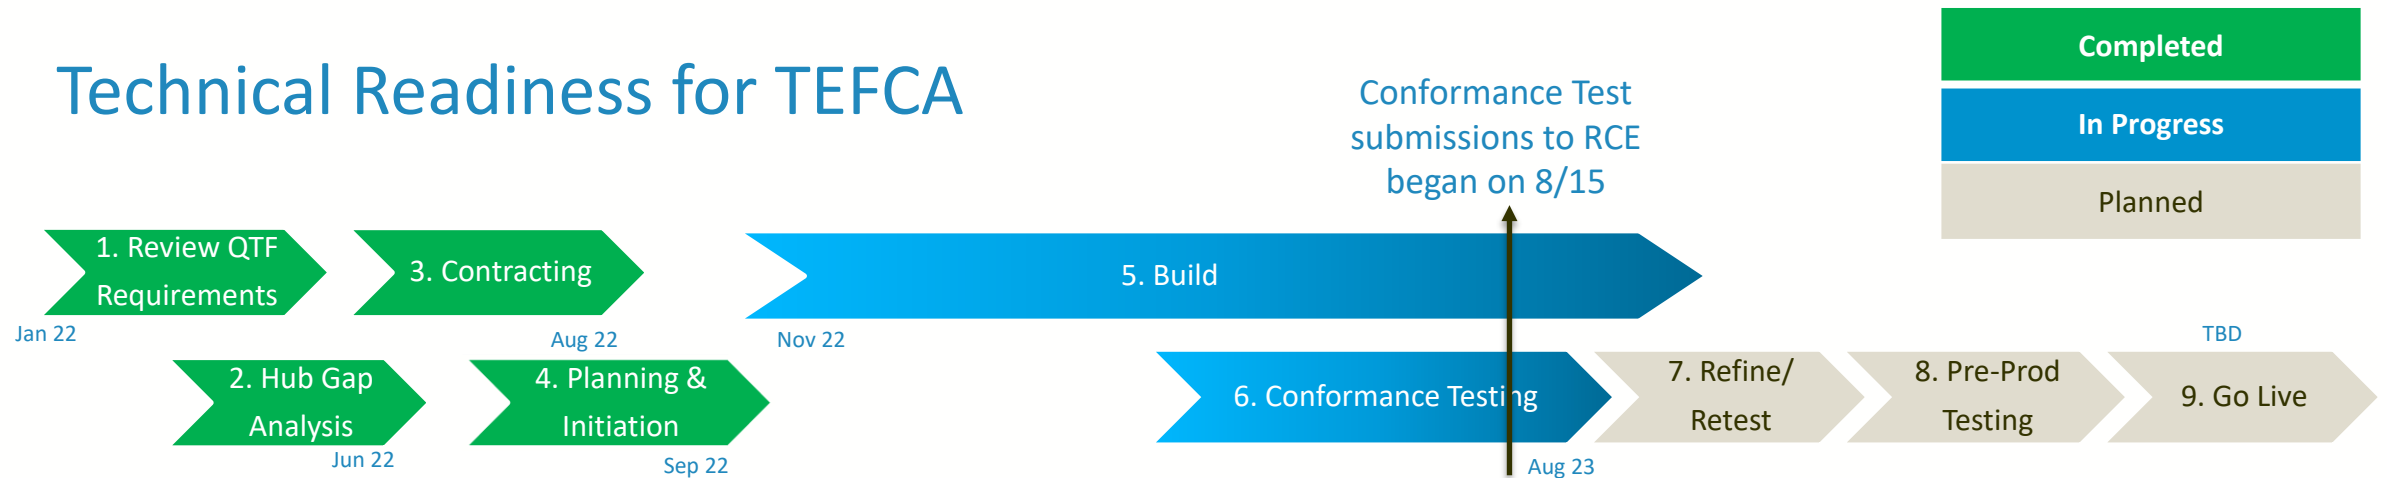 Technical Readiness for TEFCA
Conformance Test
submissions to RCE
began on 8/15
Completed
In Progress
Planned
1. Review QTF
Requirements
3. Contracting
5. Build
Jan 22
Aug 22
Nov 22
TBD
2. Hub Gap
Analysis
4. Planning &
Initiation
6. Conformance Testing
7. Refine/
Retest
8. Pre-Prod
Testing
9. Go Live
Jun 22
Sep 22
Aug 23